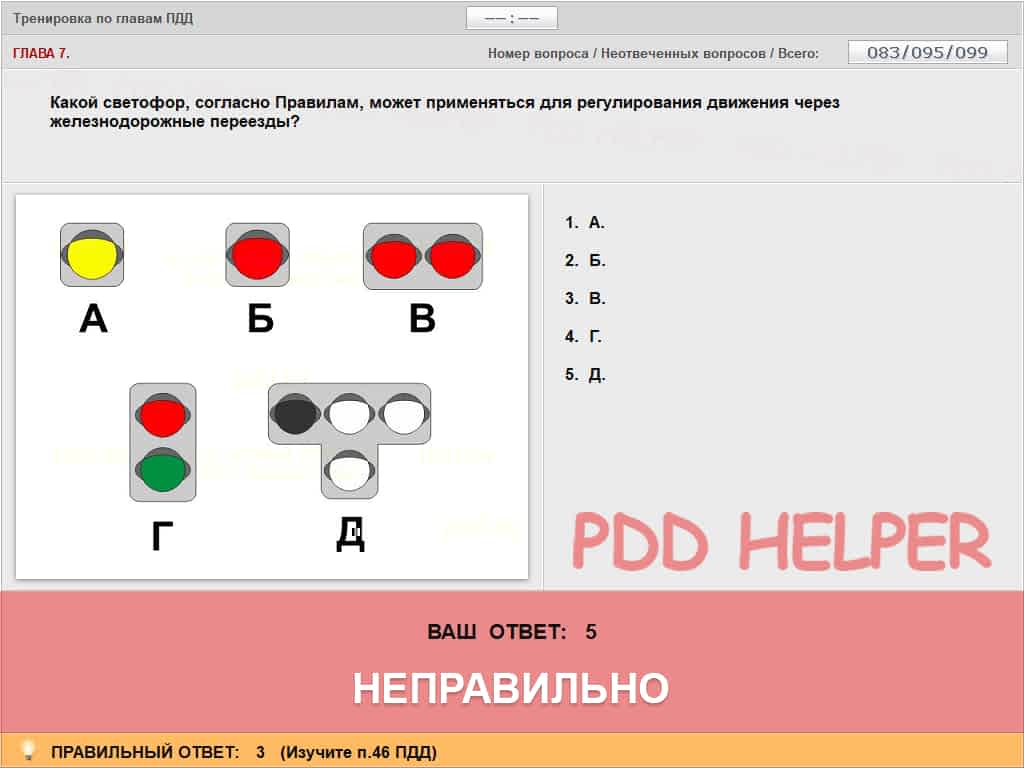 Тренировка по главам ПДД
–– : ––
ГЛАВА 7.
Номер вопроса / Неотвеченных вопросов / Всего:
083/095/099
Какой светофор, согласно Правилам, может применяться для регулирования движения через
железнодорожные переезды?
А
Б
В
Г
Д
1. А.
2. Б.
3. В.
4. Г.
5. Д.
PDD HELPER
ВАШ ОТВЕТ: 5
НЕПРАВИЛЬНО
ПРАВИЛЬНЫЙ ОТВЕТ: 3 (Изучите п.46 ПДД)